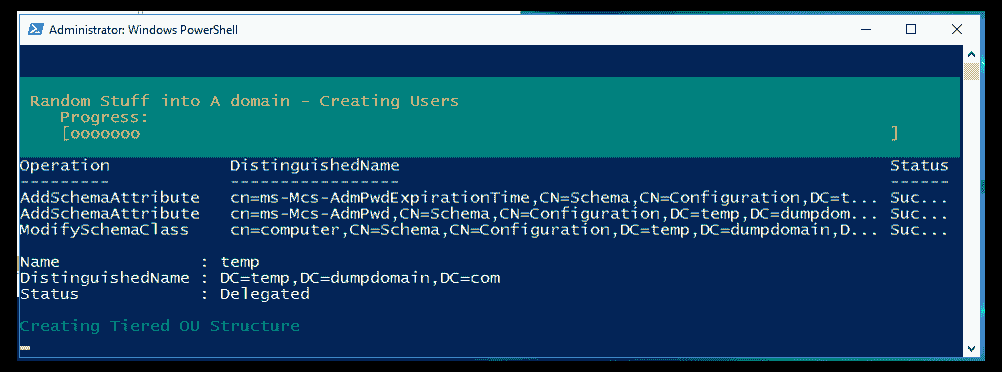 Administrator: Windows PowerShell
Random Stuff into A domain - Creating Users
Progress:
[ooooooo ]
Operation DistinguishedName Status
--------- ----------------- ------
AddSchemaAttribute cn=ms-Mcs-AdmPwdExpirationTime,CN=Schema,CN=Configuration,DC=t... Suc...
AddSchemaAttribute cn=ms-Mcs-AdmPwd,CN=Schema,CN=Configuration,DC=temp,DC=dumpdom... Suc...
ModifySchemaClass cn=computer,CN=Schema,CN=Configuration,DC=temp,DC=dumpdomain,D... Suc...
Name : temp
DistinguishedName : DC=temp,DC=dumpdomain,DC=com
Status : Delegated
Creating Tiered OU Structure